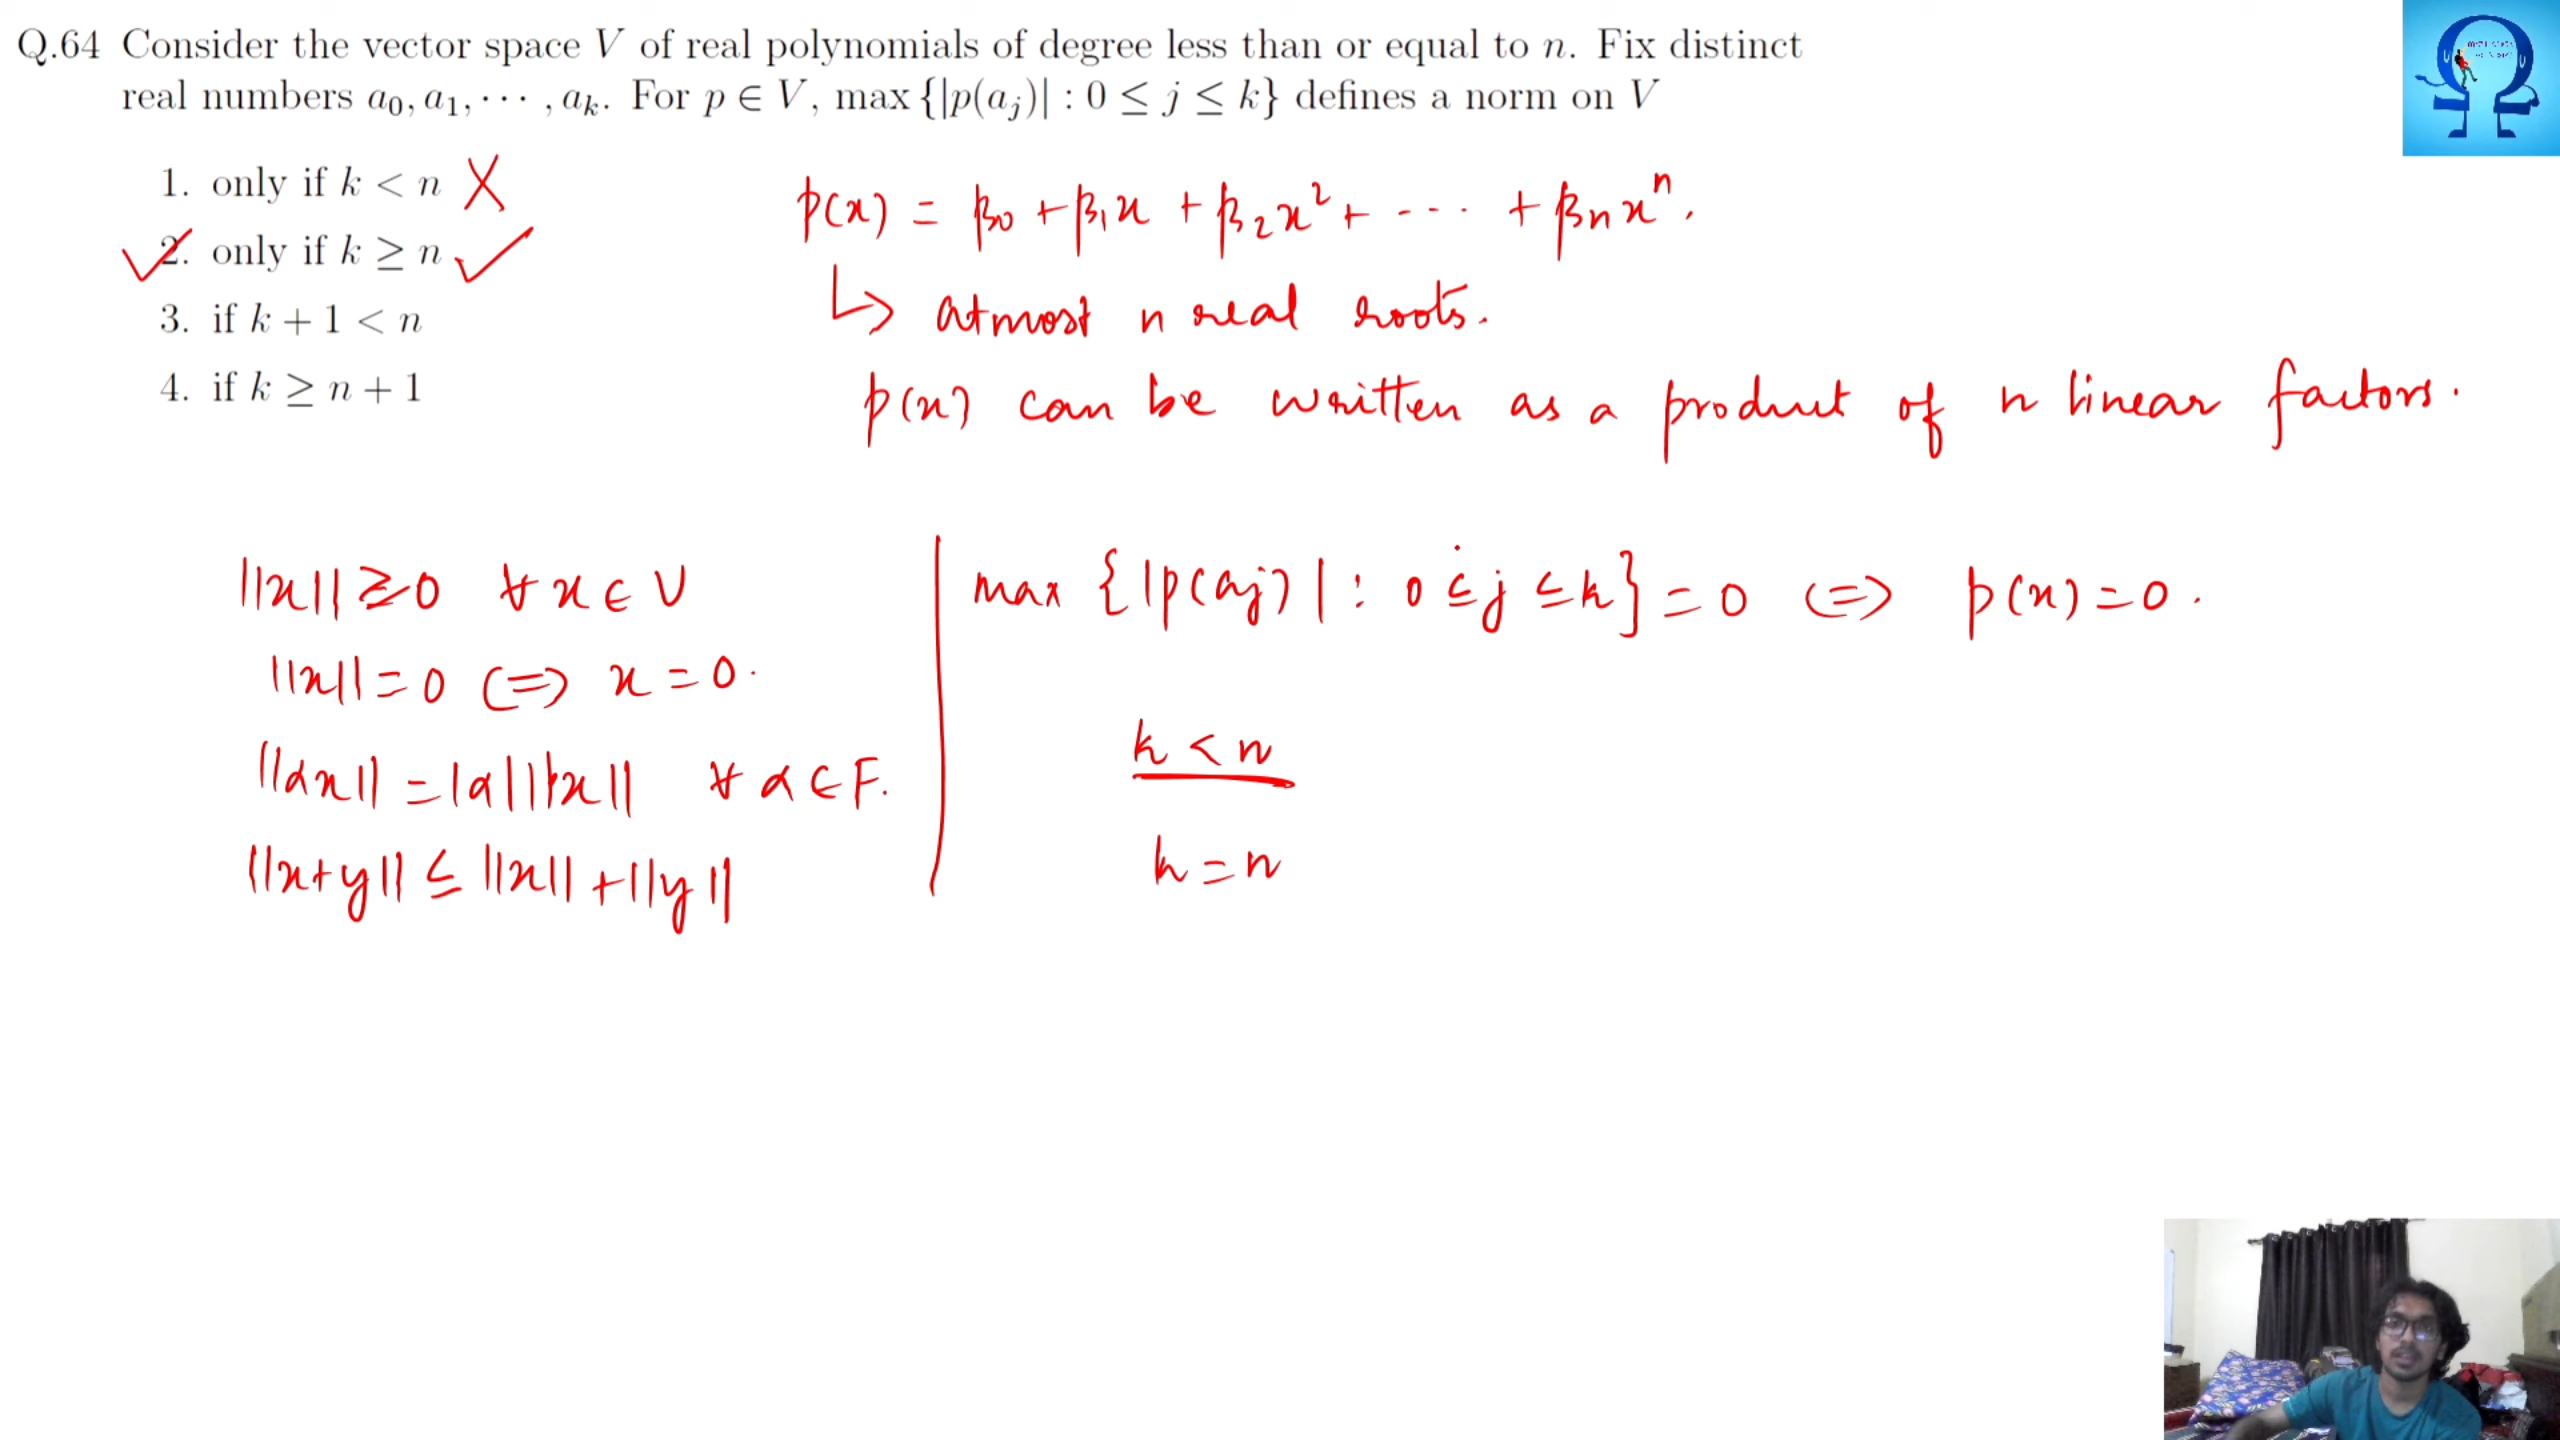 Q.64 Consider the vector space V of real polynomials of degree less than or equal to n. Fix distinct
real numbers a₀, a₁, ⋯ , aₖ. For p ∈ V, max {|p(aⱼ)| : 0 ≤ j ≤ k} defines a norm on V
1. only if k < n ✗
✓ 2. only if k ≥ n ✓
3. if k + 1 < n
4. if k ≥ n + 1
p(x) = β₀ + β₁x + β₂x² + --- + βₙxⁿ.
↳ atmost n real roots.
p(x) can be written as a product of n linear factors.
||x|| ≥ 0 ∀ x ∈ V
||x|| = 0 (=) x = 0.
||αx|| = |α| ||x|| ∀ α ∈ F.
||x+y|| ≤ ||x|| + ||y||
max {|p(aj)| : 0 ≤ j ≤ k} = 0 (=) p(x) = 0.
k < n
k = n